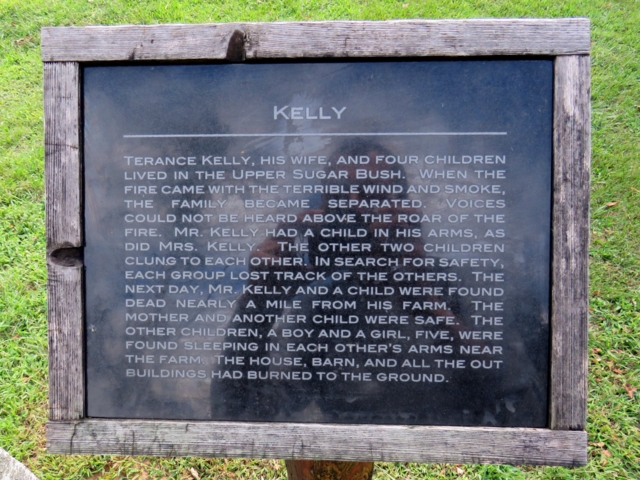 KELLY
TERANCE KELLY, HIS WIFE, AND FOUR CHILDREN
LIVED IN THE UPPER SUGAR BUSH. WHEN THE
FIRE CAME WITH THE TERRIBLE WIND AND SMOKE,
THE FAMILY BECAME SEPARATED. VOICES
COULD NOT BE HEARD ABOVE THE ROAR OF THE
FIRE. MR. KELLY HAD A CHILD IN HIS ARMS, AS
DID MRS. KELLY. THE OTHER TWO CHILDREN
CLUNG TO EACH OTHER. IN SEARCH FOR SAFETY,
EACH GROUP LOST TRACK OF THE OTHERS. THE
NEXT DAY, MR. KELLY AND A CHILD WERE FOUND
DEAD NEARLY A MILE FROM HIS FARM. THE
MOTHER AND ANOTHER CHILD WERE SAFE. THE
OTHER CHILDREN, A BOY AND A GIRL, FIVE, WERE
FOUND SLEEPING IN EACH OTHER'S ARMS NEAR
THE FARM. THE HOUSE, BARN, AND ALL THE OUT
BUILDINGS HAD BURNED TO THE GROUND.